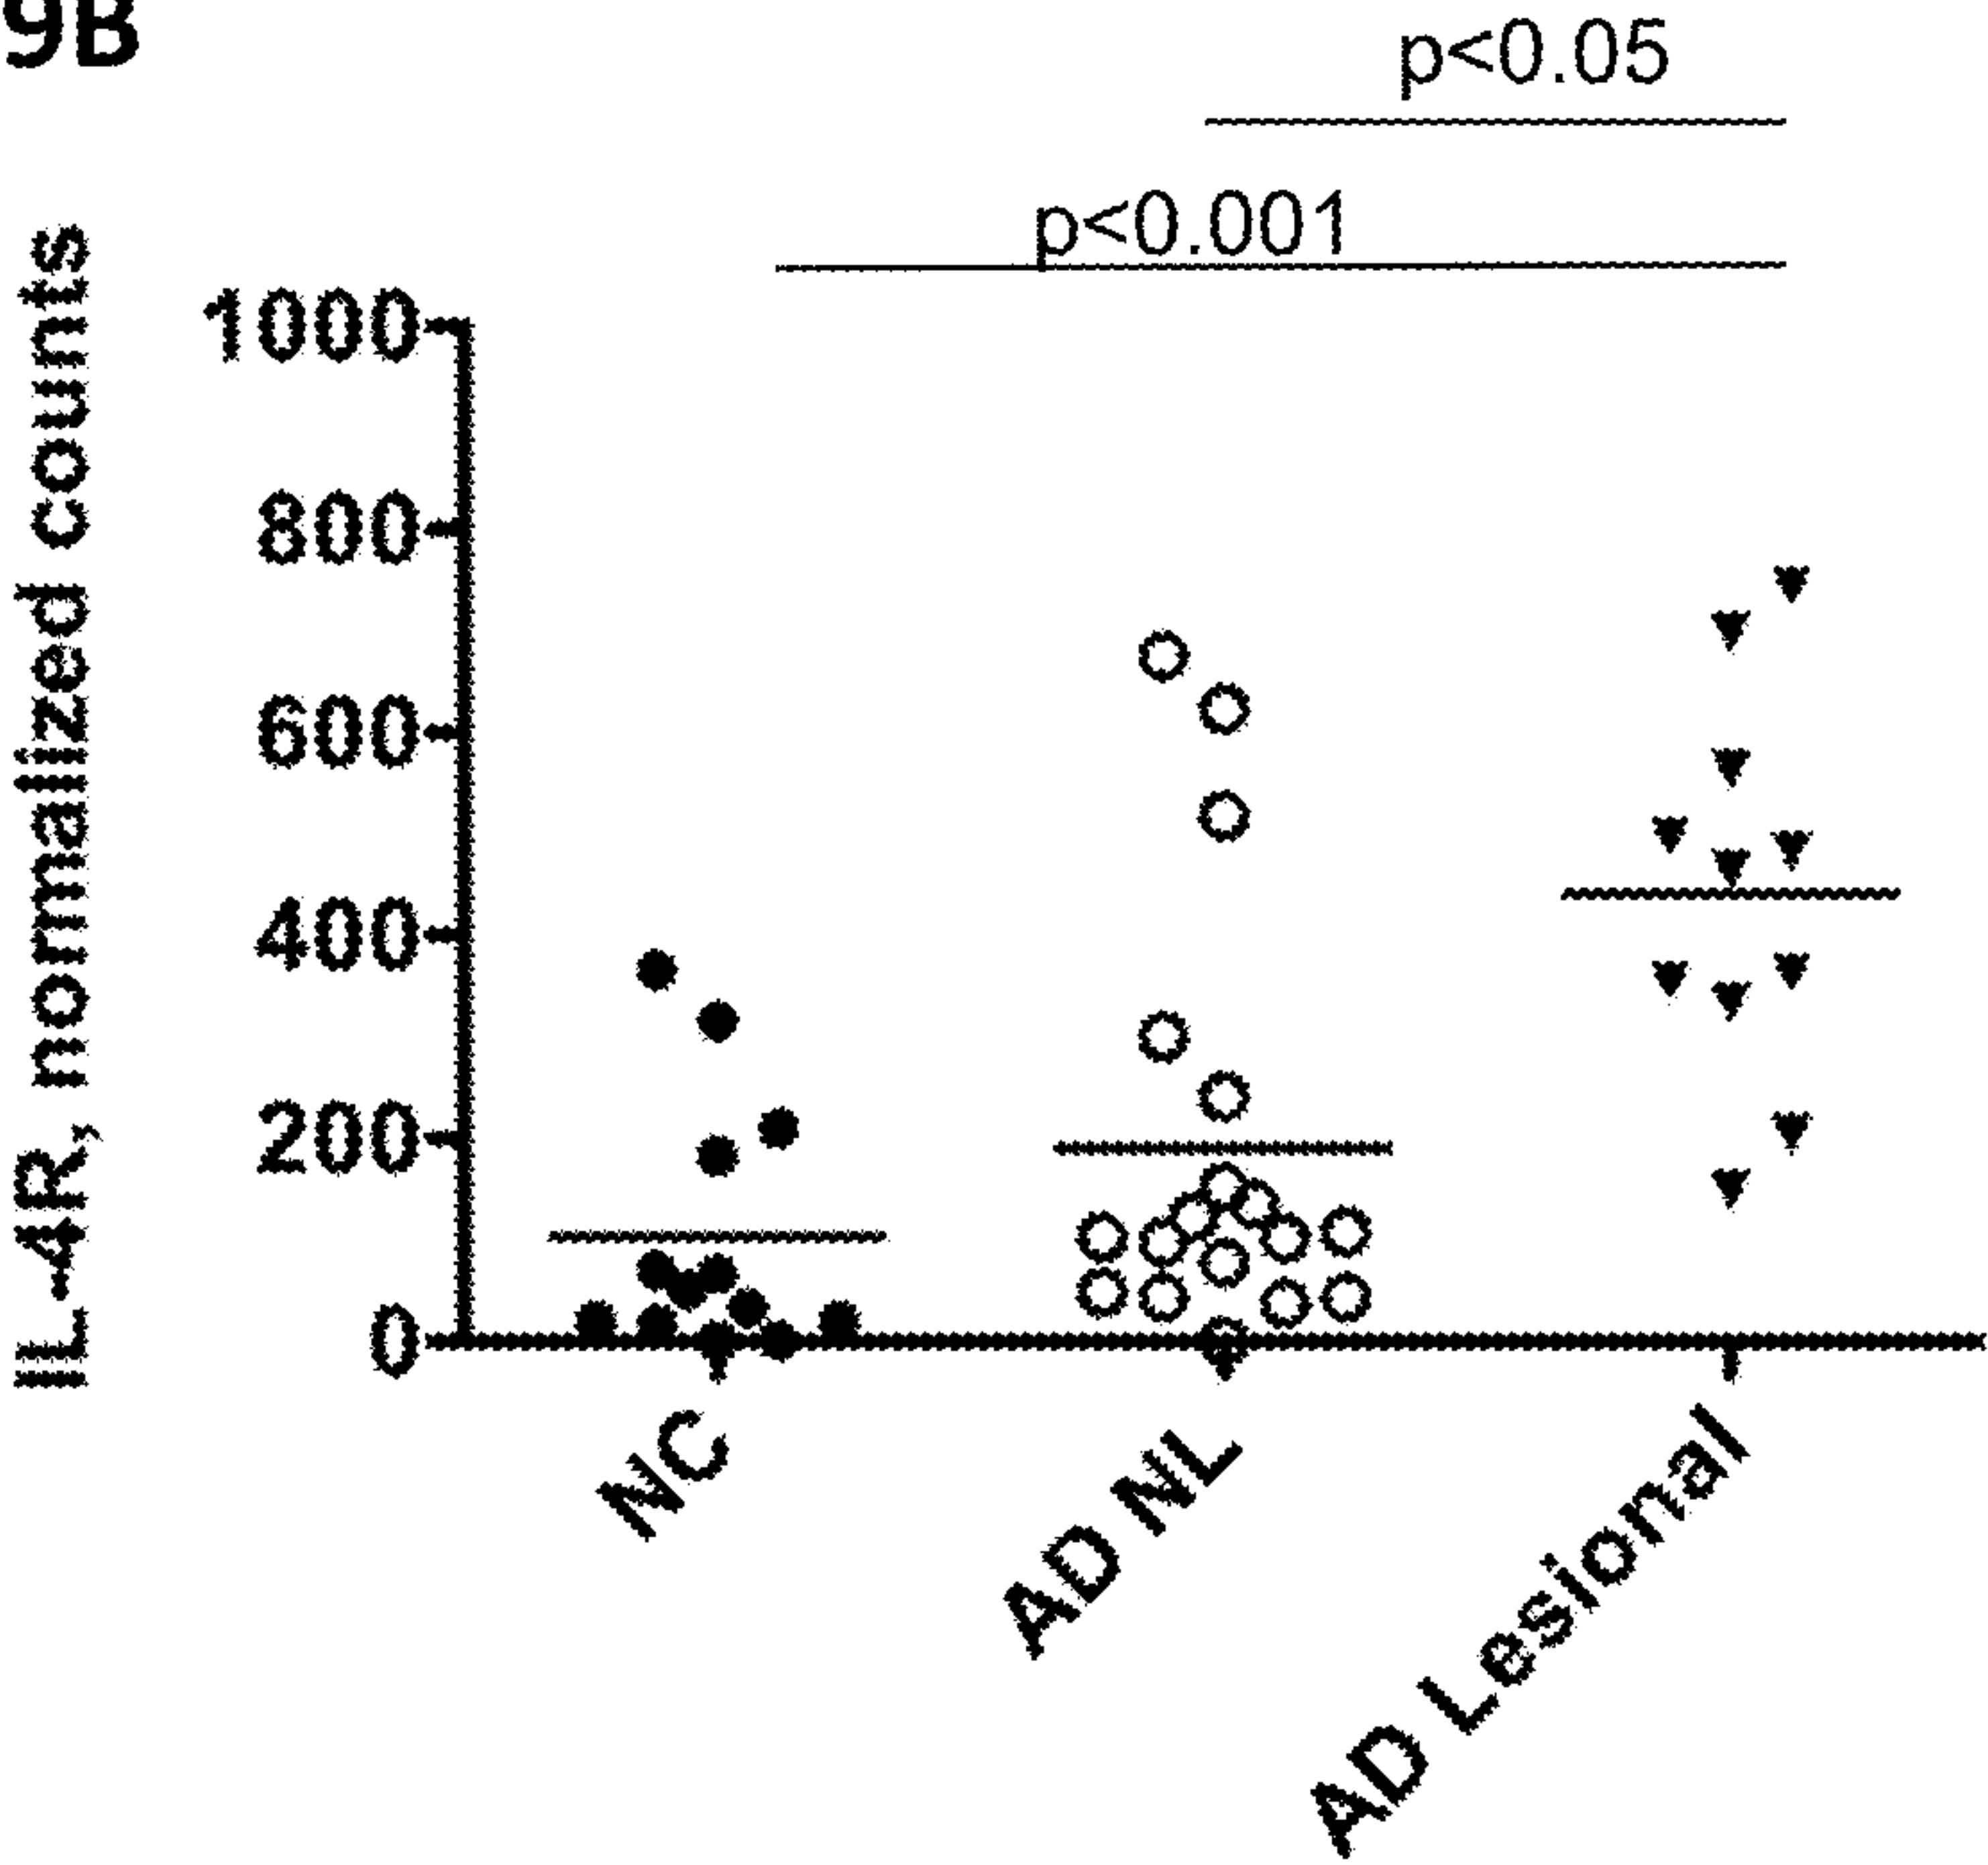 9B
p<0.05
p<0.001
IL-4R, normalized counts
1000
800
600
400
200
0
NC
AD NL
AD Lesional